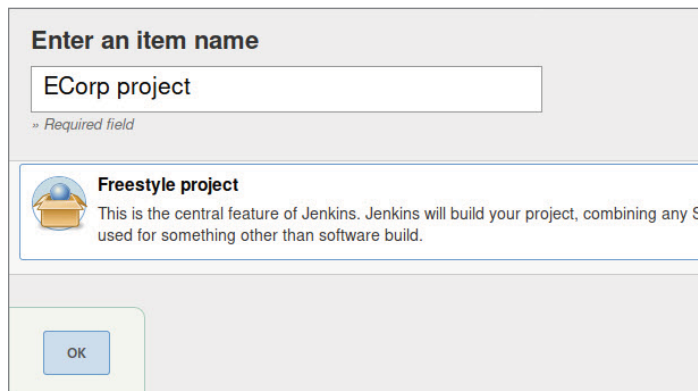 Enter an item name
ECorp project
» Required field
Freestyle project
This is the central feature of Jenkins. Jenkins will build your project, combining any S
used for something other than software build.
OK